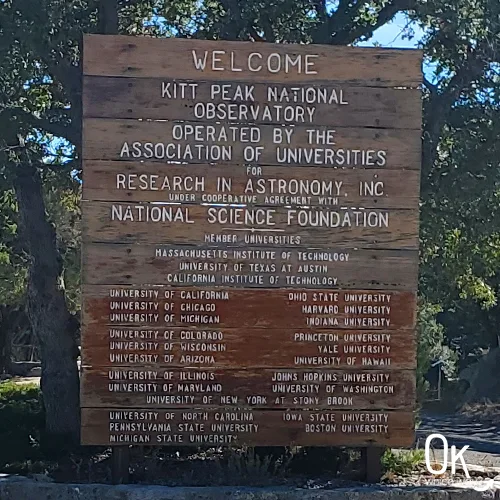 WELCOME
KITT PEAK NATIONAL
OBSERVATORY
OPERATED BY THE
ASSOCIATION OF UNIVERSITIES
FOR
RESEARCH IN ASTRONOMY, INC.
UNDER COOPERATIVE AGREEMENT WITH
NATIONAL SCIENCE FOUNDATION
MEMBER UNIVERSITIES
MASSACHUSETTS INSTITUTE OF TECHNOLOGY
UNIVERSITY OF TEXAS AT AUSTIN
CALIFORNIA INSTITUTE OF TECHNOLOGY
UNIVERSITY OF CALIFORNIA OHIO STATE UNIVERSITY
UNIVERSITY OF CHICAGO HARVARD UNIVERSITY
UNIVERSITY OF MICHIGAN INDIANA UNIVERSITY
UNIVERSITY OF COLORADO PRINCETON UNIVERSITY
UNIVERSITY OF WISCONSIN YALE UNIVERSITY
UNIVERSITY OF ARIZONA UNIVERSITY OF HAWAII
UNIVERSITY OF ILLINOIS JOHNS HOPKINS UNIVERSITY
UNIVERSITY OF MARYLAND UNIVERSITY OF WASHINGTON
UNIVERSITY OF NEW YORK AT STONY BROOK
UNIVERSITY OF NORTH CAROLINA IOWA STATE UNIVERSITY
PENNSYLVANIA STATE UNIVERSITY BOSTON UNIVERSITY
MICHIGAN STATE UNIVERSITY
OK